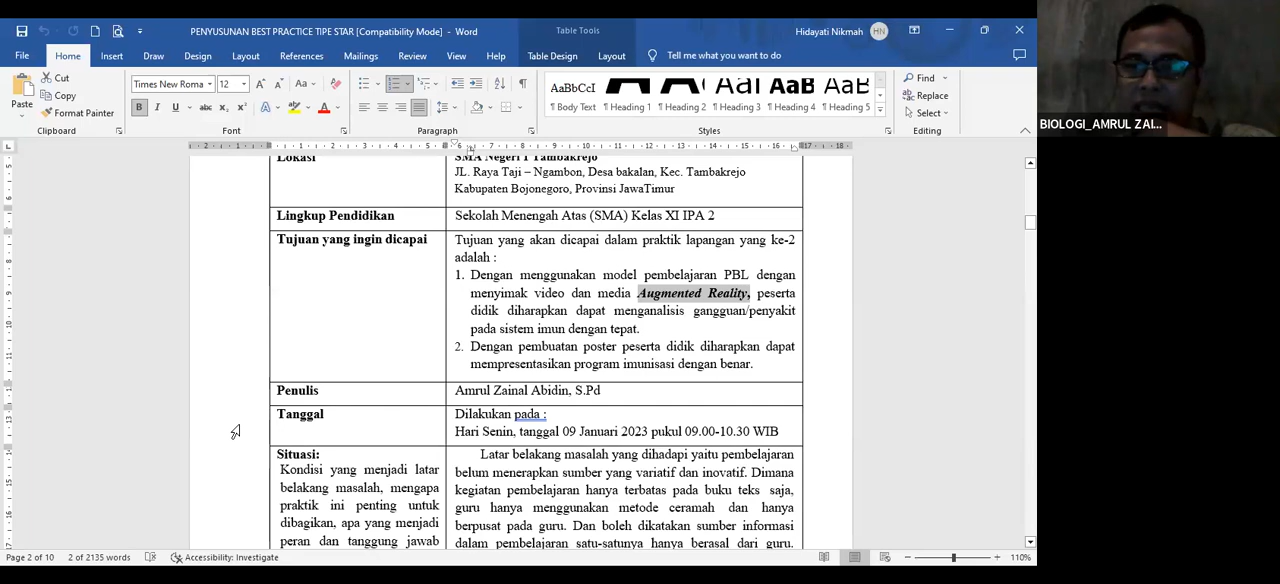 PENYUSUNAN BEST PRACTICE TIPE STAR [Compatibility Mode] - Word
Table Tools
Hidayati Nikmah HN
File Home Insert Draw Design Layout References Mailings Review View Help Table Design Layout Tell me what you want to do
Paste
Cut
Copy
Format Painter
Clipboard
Times New Roma 12
B I U abc
Font
Paragraph
AaBbCcI AaI AaB AaBb
¶ Body Text ¶ Heading 1 ¶ Heading 2 ¶ Heading 3 ¶ Heading 4 ¶ Heading 5
Styles
Find
Replace
Select
Editing
BIOLOGI_AMRUL ZAI...
Lokasi
SMA Negeri 1 Tambakrejo
JL. Raya Taji – Ngambon, Desa bakalan, Kec. Tambakrejo
Kabupaten Bojonegoro, Provinsi JawaTimur
Lingkup Pendidikan
Sekolah Menengah Atas (SMA) Kelas XI IPA 2
Tujuan yang ingin dicapai
Tujuan yang akan dicapai dalam praktik lapangan yang ke-2
adalah :
1. Dengan menggunakan model pembelajaran PBL dengan
menyimak video dan media Augmented Reality, peserta
didik diharapkan dapat menganalisis gangguan/penyakit
pada sistem imun dengan tepat.
2. Dengan pembuatan poster peserta didik diharapkan dapat
mempresentasikan program imunisasi dengan benar.
Penulis
Amrul Zainal Abidin, S.Pd
Tanggal
Dilakukan pada :
Hari Senin, tanggal 09 Januari 2023 pukul 09.00-10.30 WIB
Situasi:
Kondisi yang menjadi latar
belakang masalah, mengapa
praktik ini penting untuk
dibagikan, apa yang menjadi
peran dan tanggung jawab
Latar belakang masalah yang dihadapi yaitu pembelajaran
belum menerapkan sumber yang variatif dan inovatif. Dimana
kegiatan pembelajaran hanya terbatas pada buku teks saja,
guru hanya menggunakan metode ceramah dan hanya
berpusat pada guru. Dan boleh dikatakan sumber informasi
dalam pembelajaran satu-satunya hanya berasal dari guru.
Page 2 of 10 2 of 2135 words Accessibility: Investigate 110%